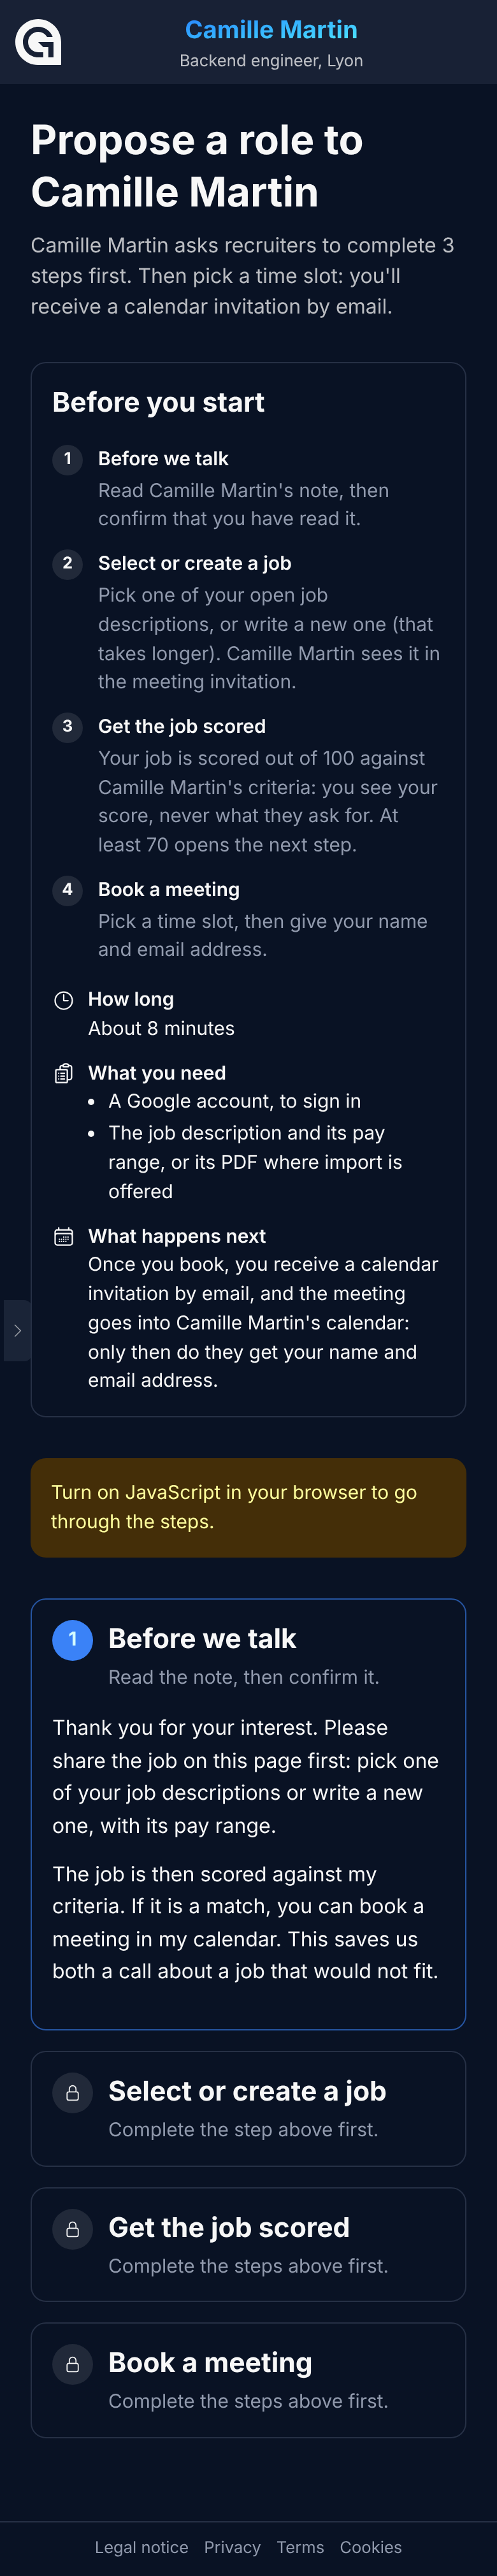 Camille Martin
Backend engineer, Lyon
Propose a role to
Camille Martin
Camille Martin asks recruiters to complete 3
steps first. Then pick a time slot: you'll
receive a calendar invitation by email.
Before you start
1 Before we talk
Read Camille Martin's note, then
confirm that you have read it.
2 Select or create a job
Pick one of your open job
descriptions, or write a new one (that
takes longer). Camille Martin sees it in
the meeting invitation.
3 Get the job scored
Your job is scored out of 100 against
Camille Martin's criteria: you see your
score, never what they ask for. At
least 70 opens the next step.
4 Book a meeting
Pick a time slot, then give your name
and email address.
How long
About 8 minutes
What you need
• A Google account, to sign in
• The job description and its pay
range, or its PDF where import is
offered
What happens next
Once you book, you receive a calendar
invitation by email, and the meeting
goes into Camille Martin's calendar:
only then do they get your name and
email address.
Turn on JavaScript in your browser to go
through the steps.
1 Before we talk
Read the note, then confirm it.
Thank you for your interest. Please
share the job on this page first: pick one
of your job descriptions or write a new
one, with its pay range.
The job is then scored against my
criteria. If it is a match, you can book a
meeting in my calendar. This saves us
both a call about a job that would not fit.
Select or create a job
Complete the step above first.
Get the job scored
Complete the steps above first.
Book a meeting
Complete the steps above first.
Legal notice Privacy Terms Cookies